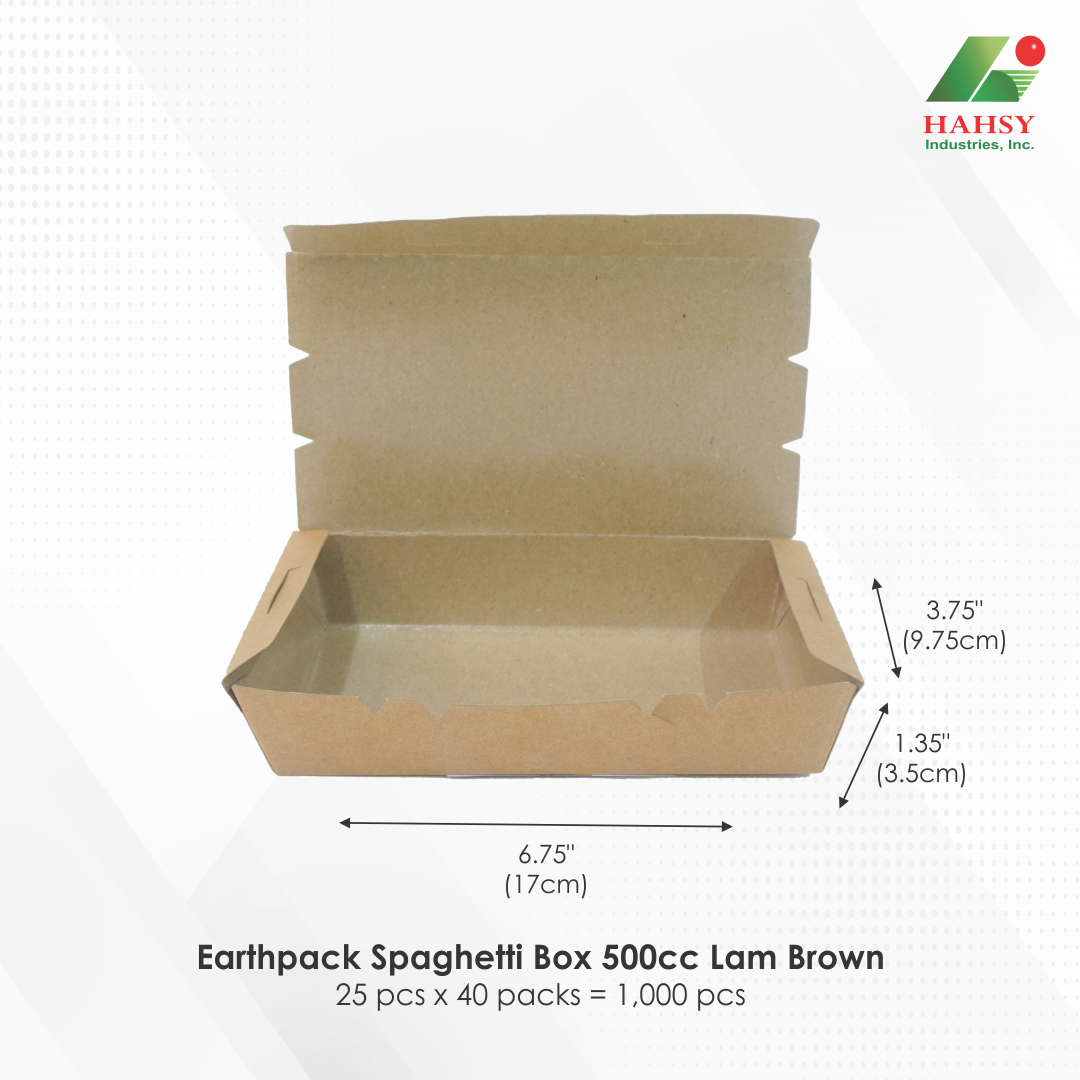 HAHSY
Industries, Inc.
3.75"
(9.75cm)
1.35"
(3.5cm)
6.75"
(17cm)
Earthpack Spaghetti Box 500cc Lam Brown
25 pcs x 40 packs = 1,000 pcs